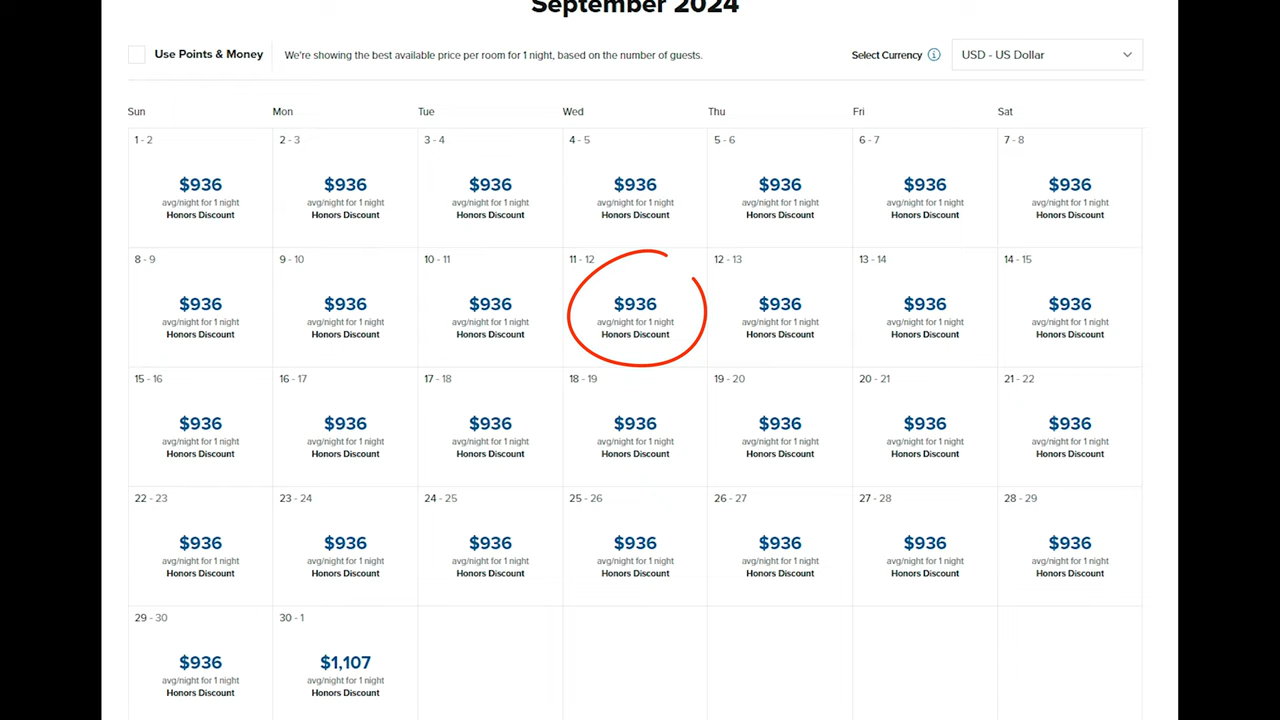 September 2024
Use Points & Money
We're showing the best available price per room for 1 night, based on the number of guests.
Select Currency
USD - US Dollar
Sun Mon Tue Wed Thu Fri Sat
1 - 2 2 - 3 3 - 4 4 - 5 5 - 6 6 - 7 7 - 8
$936 $936 $936 $936 $936 $936 $936
avg/night for 1 night avg/night for 1 night avg/night for 1 night avg/night for 1 night avg/night for 1 night avg/night for 1 night avg/night for 1 night
Honors Discount Honors Discount Honors Discount Honors Discount Honors Discount Honors Discount Honors Discount
8 - 9 9 - 10 10 - 11 11 - 12 12 - 13 13 - 14 14 - 15
$936 $936 $936 $936 $936 $936 $936
avg/night for 1 night avg/night for 1 night avg/night for 1 night avg/night for 1 night avg/night for 1 night avg/night for 1 night avg/night for 1 night
Honors Discount Honors Discount Honors Discount Honors Discount Honors Discount Honors Discount Honors Discount
15 - 16 16 - 17 17 - 18 18 - 19 19 - 20 20 - 21 21 - 22
$936 $936 $936 $936 $936 $936 $936
avg/night for 1 night avg/night for 1 night avg/night for 1 night avg/night for 1 night avg/night for 1 night avg/night for 1 night avg/night for 1 night
Honors Discount Honors Discount Honors Discount Honors Discount Honors Discount Honors Discount Honors Discount
22 - 23 23 - 24 24 - 25 25 - 26 26 - 27 27 - 28 28 - 29
$936 $936 $936 $936 $936 $936 $936
avg/night for 1 night avg/night for 1 night avg/night for 1 night avg/night for 1 night avg/night for 1 night avg/night for 1 night avg/night for 1 night
Honors Discount Honors Discount Honors Discount Honors Discount Honors Discount Honors Discount Honors Discount
29 - 30 30 - 1
$936 $1,107
avg/night for 1 night avg/night for 1 night
Honors Discount Honors Discount